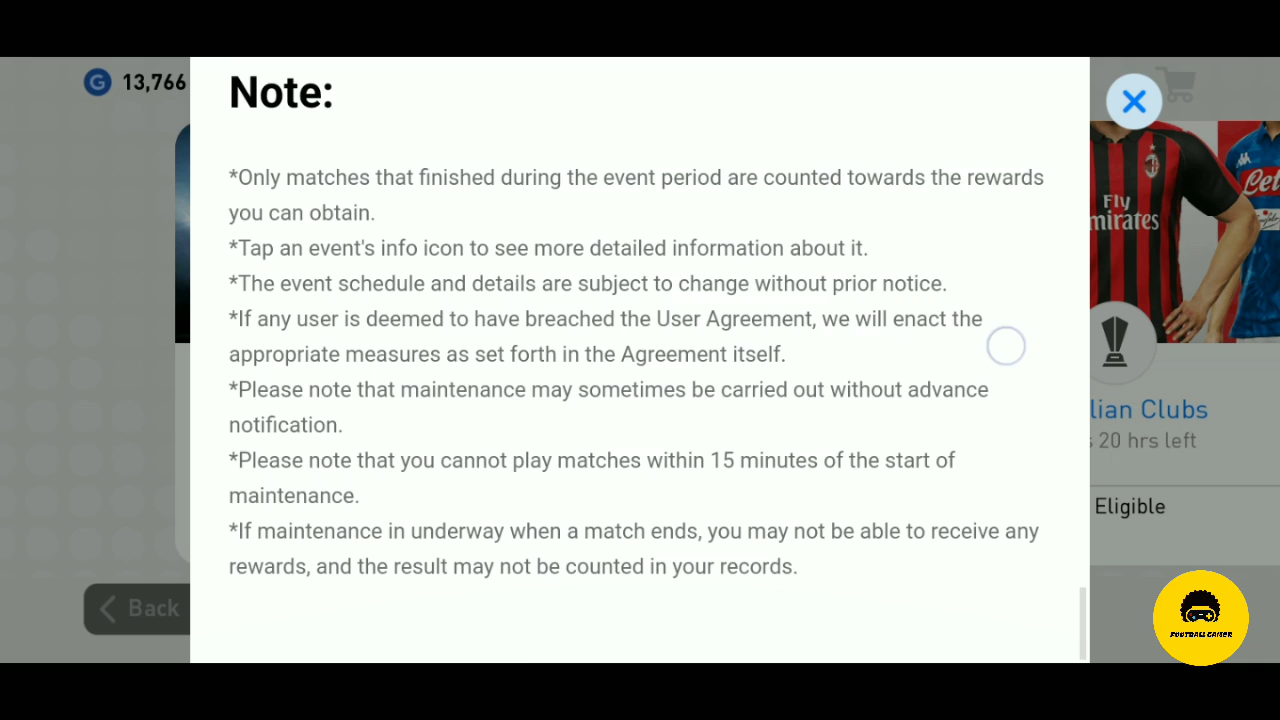 G 13,766
Note:
*Only matches that finished during the event period are counted towards the rewards
you can obtain.
*Tap an event's info icon to see more detailed information about it.
*The event schedule and details are subject to change without prior notice.
*If any user is deemed to have breached the User Agreement, we will enact the
appropriate measures as set forth in the Agreement itself.
*Please note that maintenance may sometimes be carried out without advance
notification.
*Please note that you cannot play matches within 15 minutes of the start of
maintenance.
*If maintenance in underway when a match ends, you may not be able to receive any
rewards, and the result may not be counted in your records.
Fly
mirates
Let
lian Clubs
20 hrs left
Eligible
Back
FOOTBALL GAMER